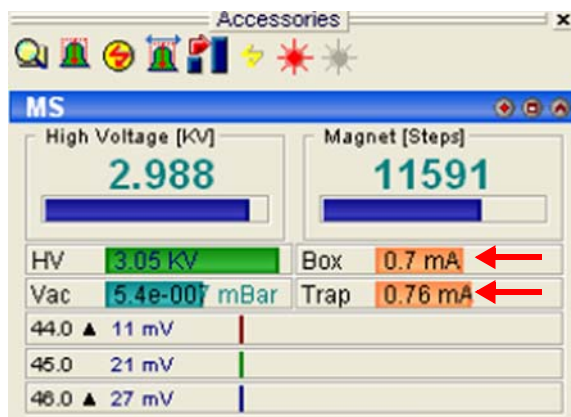 Accessories x
MS
High Voltage [KV] Magnet [Steps]
2.988 11591
HV 3.05 KV Box 0.7 mA
Vac 5.4e-007 mBar Trap 0.76 mA
44.0 ▲ 11 mV
45.0 21 mV
46.0 ▲ 27 mV